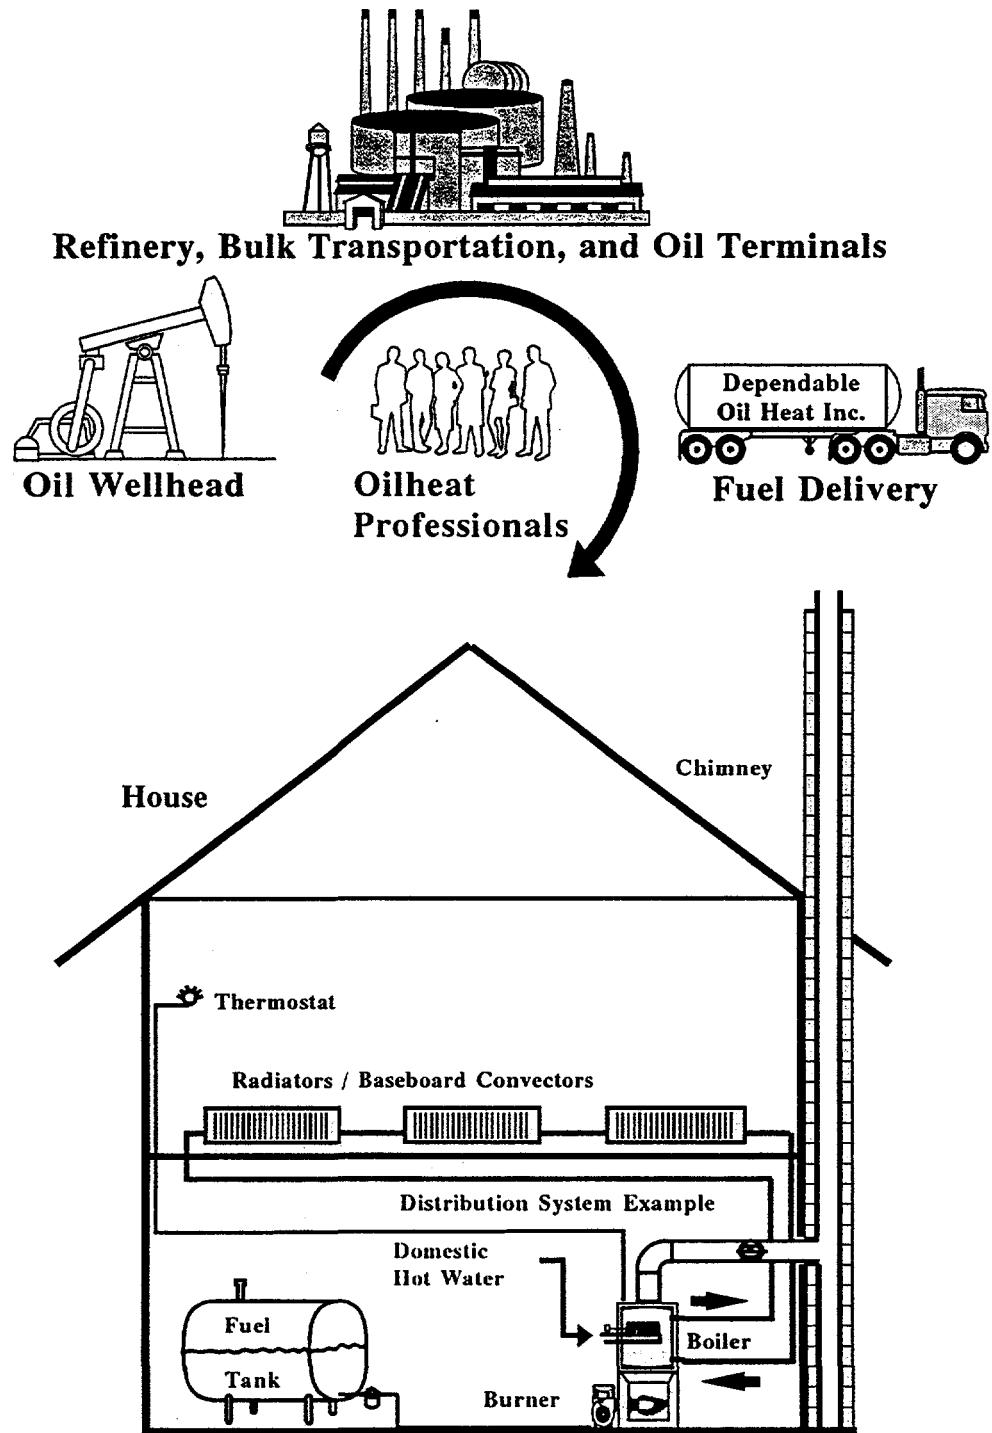 Refinery, Bulk Transportation, and Oil Terminals
Dependable
Oil Heat Inc.
Oil Wellhead
Oilheat
Professionals
Fuel Delivery
Chimney
House
Thermostat
Radiators / Baseboard Convectors
Distribution System Example
Domestic
Hot Water
Fuel
Tank
Boiler
Burner